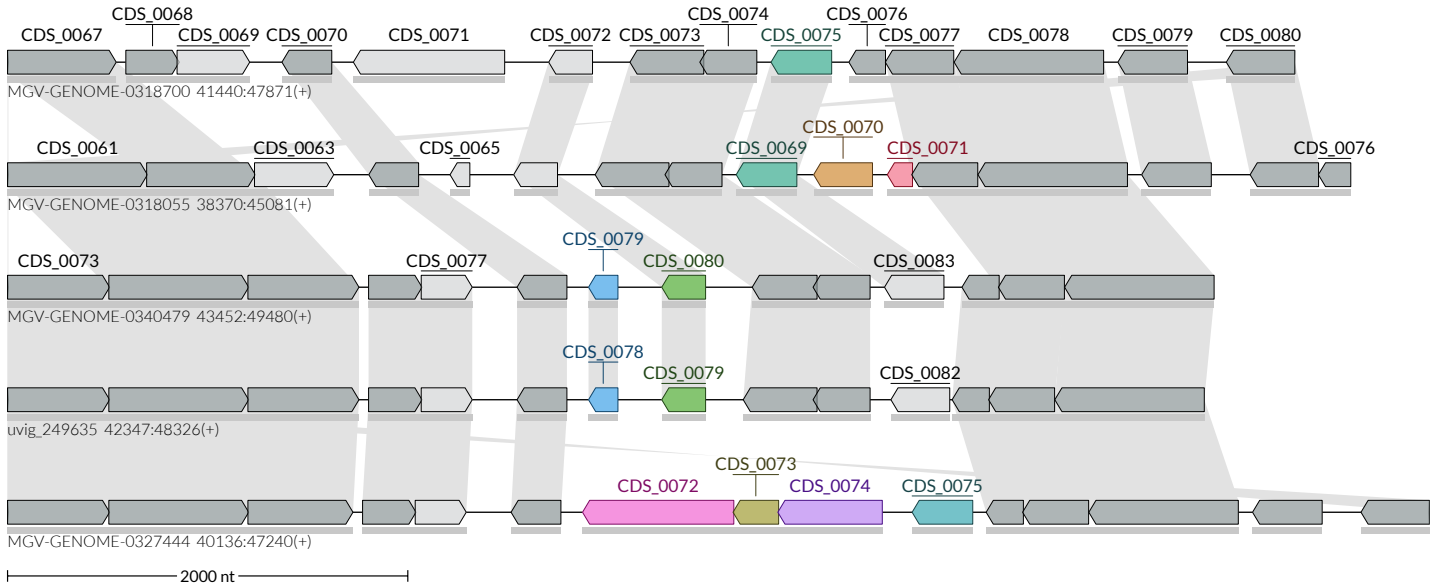 CDS_0068 CDS_0074 CDS_0076
CDS_0067 CDS_0069 CDS_0070 CDS_0071 CDS_0072 CDS_0073 CDS_0075 CDS_0077 CDS_0078 CDS_0079 CDS_0080
MGV-GENOME-0318700 41440:47871(+)
CDS_0070
CDS_0061 CDS_0063 CDS_0065 CDS_0069 CDS_0071 CDS_0076
MGV-GENOME-0318055 38370:45081(+)
CDS_0079
CDS_0073 CDS_0077 CDS_0080 CDS_0083
MGV-GENOME-0340479 43452:49480(+)
CDS_0078
CDS_0079 CDS_0082
uvig_249635 42347:48326(+)
CDS_0073
CDS_0072 CDS_0074 CDS_0075
MGV-GENOME-0327444 40136:47240(+)
2000 nt